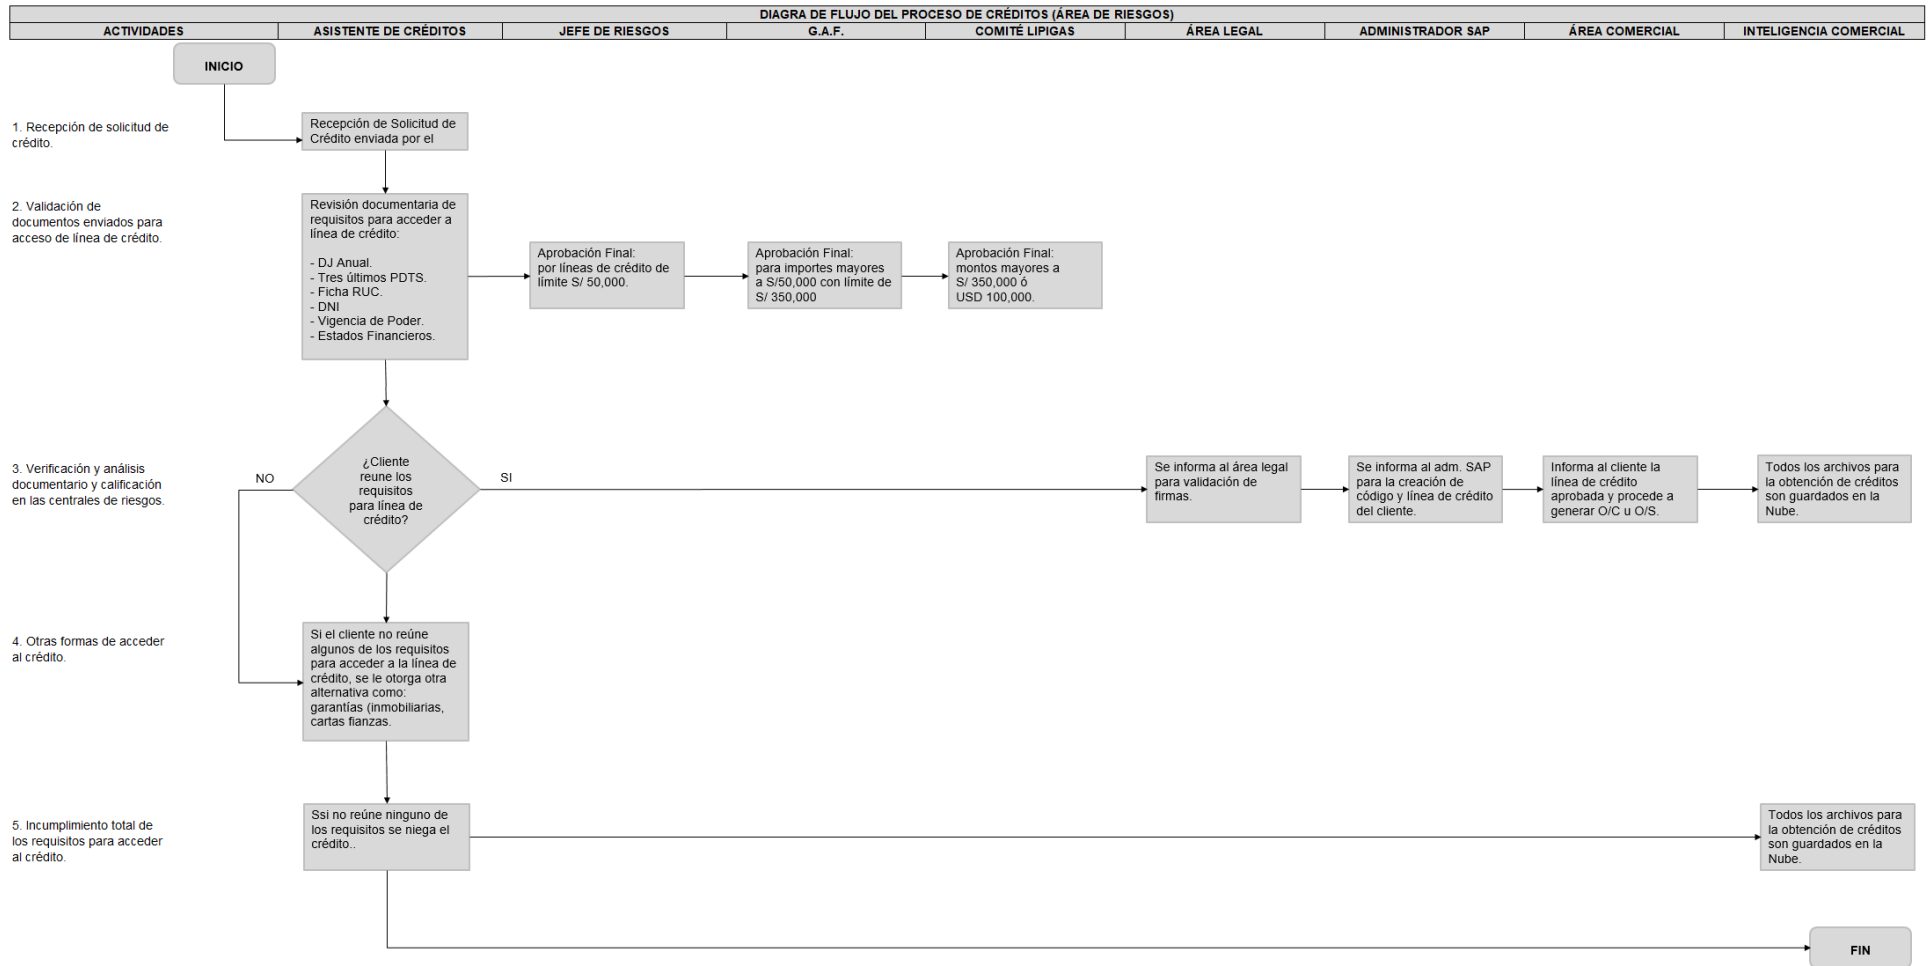 DIAGRA DE FLUJO DEL PROCESO DE CRÉDITOS (ÁREA DE RIESGOS)
ACTIVIDADES
ASISTENTE DE CRÉDITOS
JEFE DE RIESGOS
G.A.F.
COMITÉ LIPIGAS
ÁREA LEGAL
ADMINISTRADOR SAP
ÁREA COMERCIAL
INTELIGENCIA COMERCIAL
INICIO
1. Recepción de solicitud de
crédito.
Recepción de Solicitud de
Crédito enviada por el
2. Validación de
documentos enviados para
acceso de línea de crédito.
Revisión documentaria de
requisitos para acceder a
línea de crédito:
- DJ Anual.
- Tres últimos PDTS.
- Ficha RUC.
- DNI
- Vigencia de Poder.
- Estados Financieros.
Aprobación Final:
por líneas de crédito de
límite S/ 50,000.
Aprobación Final:
para importes mayores
a S/50,000 con límite de
S/ 350,000
Aprobación Final:
montos mayores a
S/ 350,000 ó
USD 100,000.
3. Verificación y análisis
documentario y calificación
en las centrales de riesgos.
NO
¿Cliente
reune los
requisitos
para línea de
crédito?
SI
Se informa al área legal
para validación de
firmas.
Se informa al adm. SAP
para la creación de
código y línea de crédito
del cliente.
Informa al cliente la
línea de crédito
aprobada y procede a
generar O/C u O/S.
Todos los archivos para
la obtención de créditos
son guardados en la
Nube.
4. Otras formas de acceder
al crédito.
Si el cliente no reúne
algunos de los requisitos
para acceder a la línea de
crédito, se le otorga otra
alternativa como:
garantías (inmobiliarias,
cartas fianzas.
5. Incumplimiento total de
los requisitos para acceder
al crédito.
Ssi no reúne ninguno de
los requisitos se niega el
crédito..
Todos los archivos para
la obtención de créditos
son guardados en la
Nube.
FIN